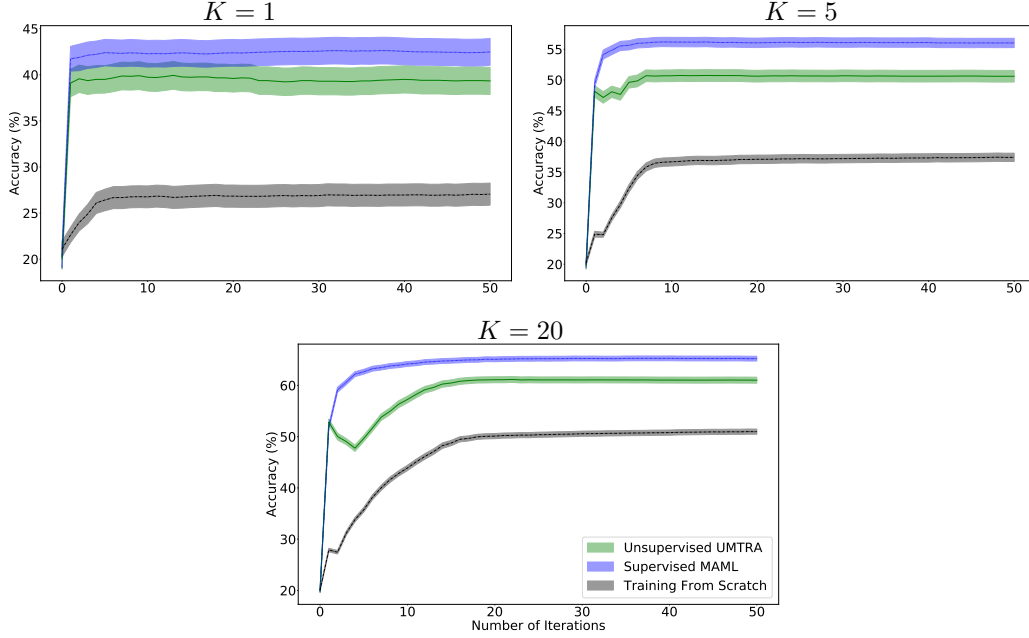 K = 1
45
40
35
30
25
20
Accuracy (%)
0 10 20 30 40 50
K = 5
55
50
45
40
35
30
25
20
Accuracy (%)
0 10 20 30 40 50
K = 20
60
50
40
30
20
Accuracy (%)
0 10 20 30 40 50
Number of Iterations
Unsupervised UMTRA
Supervised MAML
Training From Scratch